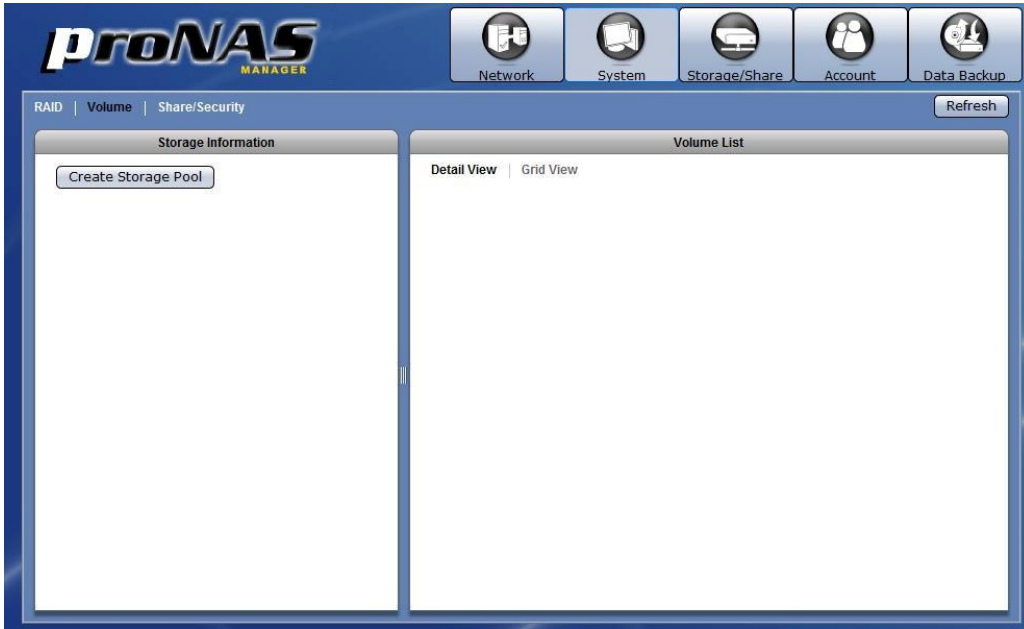 proNAS
MANAGER
Network System Storage/Share Account Data Backup
RAID | Volume | Share/Security Refresh
Storage Information Volume List
Create Storage Pool Detail View | Grid View